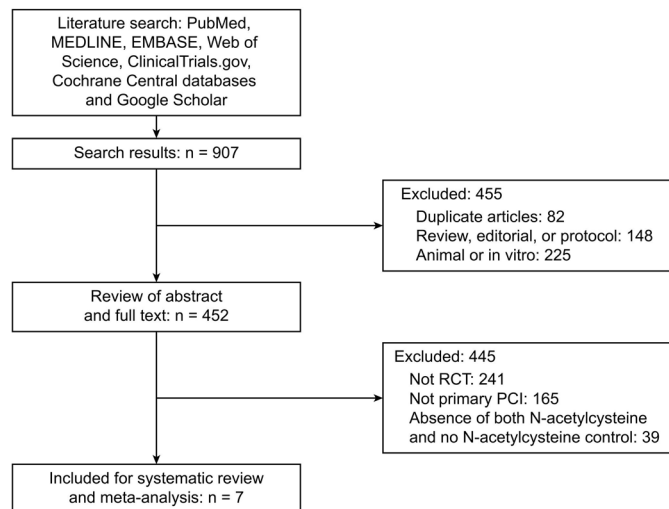 Literature search: PubMed,
MEDLINE, EMBASE, Web of
Science, ClinicalTrials.gov,
Cochrane Central databases
and Google Scholar
Search results: n = 907
Excluded: 455
Duplicate articles: 82
Review, editorial, or protocol: 148
Animal or in vitro: 225
Review of abstract
and full text: n = 452
Excluded: 445
Not RCT: 241
Not primary PCI: 165
Absence of both N-acetylcysteine
and no N-acetylcysteine control: 39
Included for systematic review
and meta-analysis: n = 7